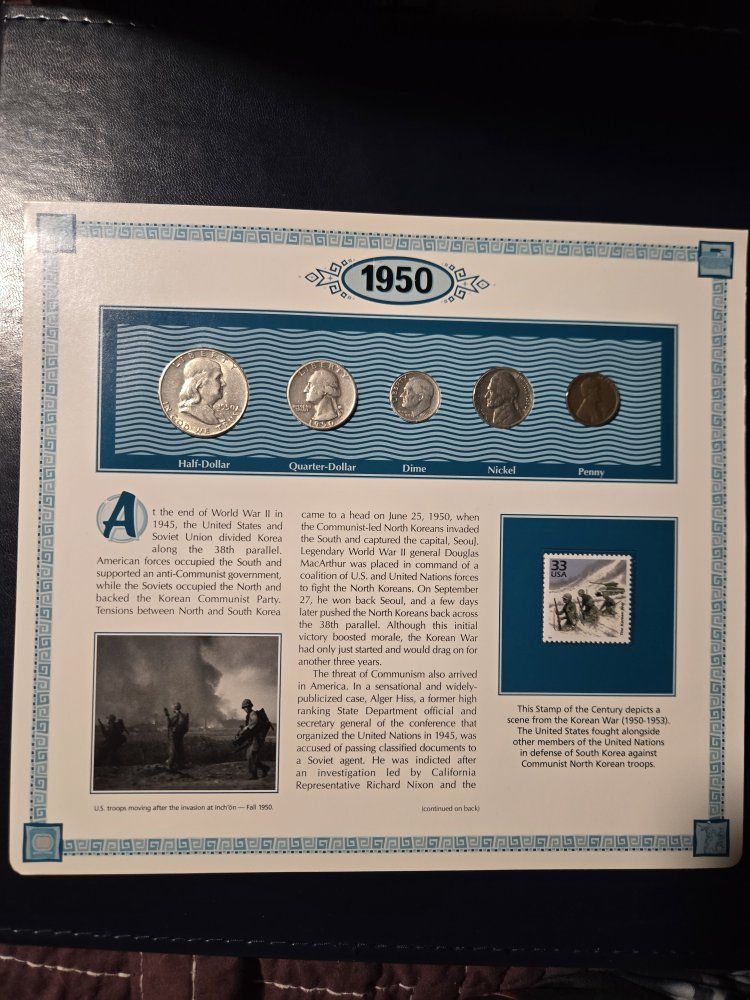 1950
LIBERTY
1950
IN GOD WE TRUST
LIBERTY
1950
Half-Dollar
Quarter-Dollar
Dime
Nickel
Penny
At the end of World War II in
1945, the United States and
Soviet Union divided Korea
along the 38th parallel.
American forces occupied the South and
supported an anti-Communist government,
while the Soviets occupied the North and
backed the Korean Communist Party.
Tensions between North and South Korea
U.S. troops moving after the invasion at Inch'ŏn — Fall 1950.
came to a head on June 25, 1950, when
the Communist-led North Koreans invaded
the South and captured the capital, Seoul.
Legendary World War II general Douglas
MacArthur was placed in command of a
coalition of U.S. and United Nations forces
to fight the North Koreans. On September
27, he won back Seoul, and a few days
later pushed the North Koreans back across
the 38th parallel. Although this initial
victory boosted morale, the Korean War
had only just started and would drag on for
another three years.
The threat of Communism also arrived
in America. In a sensational and widely-
publicized case, Alger Hiss, a former high
ranking State Department official and
secretary general of the conference that
organized the United Nations in 1945, was
accused of passing classified documents to
a Soviet agent. He was indicted after
an investigation led by California
Representative Richard Nixon and the
(continued on back)
33
USA
The Korean War
This Stamp of the Century depicts a
scene from the Korean War (1950-1953).
The United States fought alongside
other members of the United Nations
in defense of South Korea against
Communist North Korean troops.